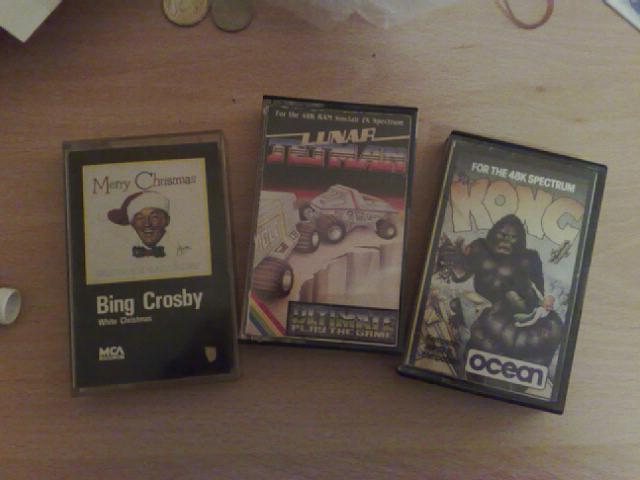 Merry Christmas
Bing Crosby
White Christmas
MCA
For the 48K RAM Sinclair ZX Spectrum
LUNAR
JETMAN
ULTIMATE
PLAY THE GAME
FOR THE 48K SPECTRUM
KONG
ocean